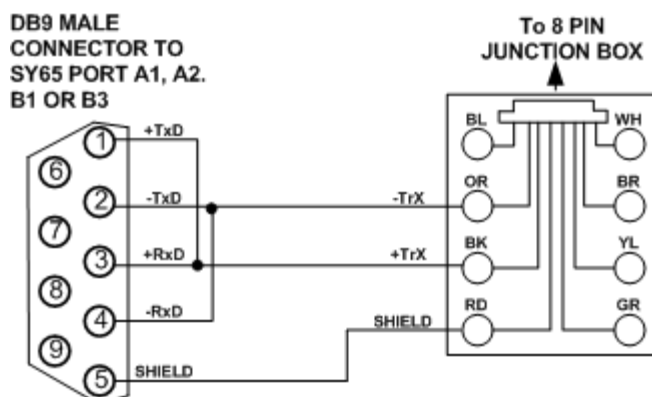 DB9 MALE
CONNECTOR TO
SY65 PORT A1, A2.
B1 OR B3
To 8 PIN
JUNCTION BOX
1
+TxD
6
2
-TxD
7
3
+RxD
8
4
-RxD
9
5
SHIELD
-TrX
+TrX
SHIELD
BL
WH
OR
BR
BK
YL
RD
GR